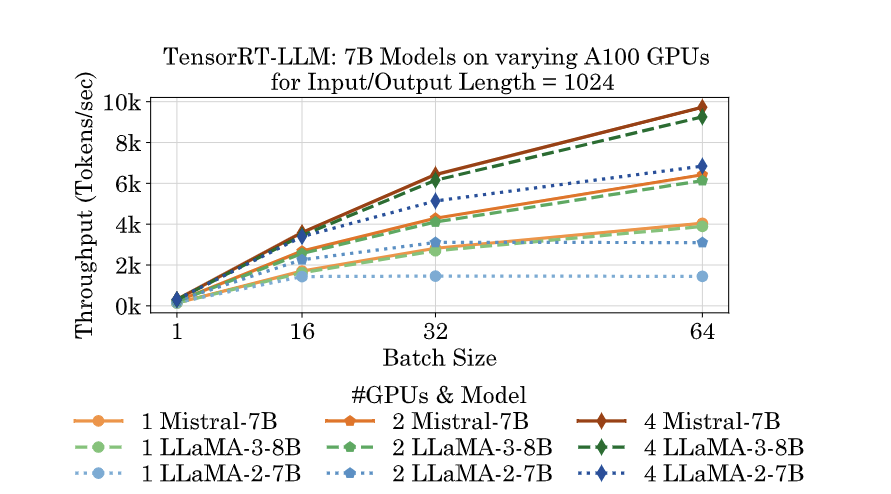 TensorRT-LLM: 7B Models on varying A100 GPUs
for Input/Output Length = 1024
Throughput (Tokens/sec)
10k
8k
6k
4k
2k
0k
1 16 32 64
Batch Size
#GPUs & Model
1 Mistral-7B 2 Mistral-7B 4 Mistral-7B
1 LLaMA-3-8B 2 LLaMA-3-8B 4 LLaMA-3-8B
1 LLaMA-2-7B 2 LLaMA-2-7B 4 LLaMA-2-7B